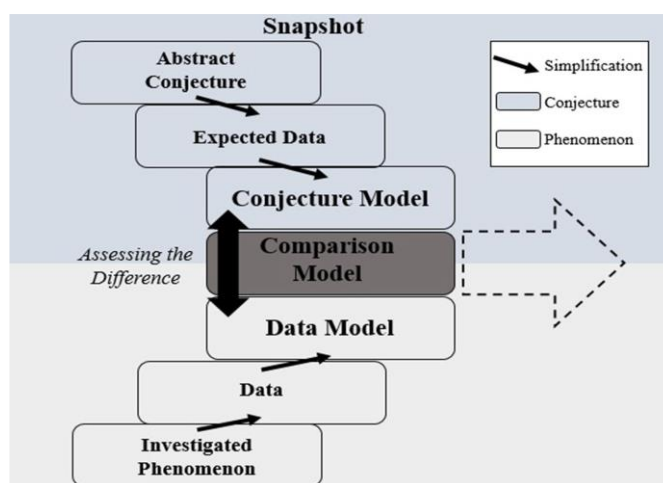 Snapshot
Abstract
Conjecture
Simplification
Conjecture
Phenomenon
Expected Data
Conjecture Model
Assessing the
Difference
Comparison
Model
Data Model
Data
Investigated
Phenomenon